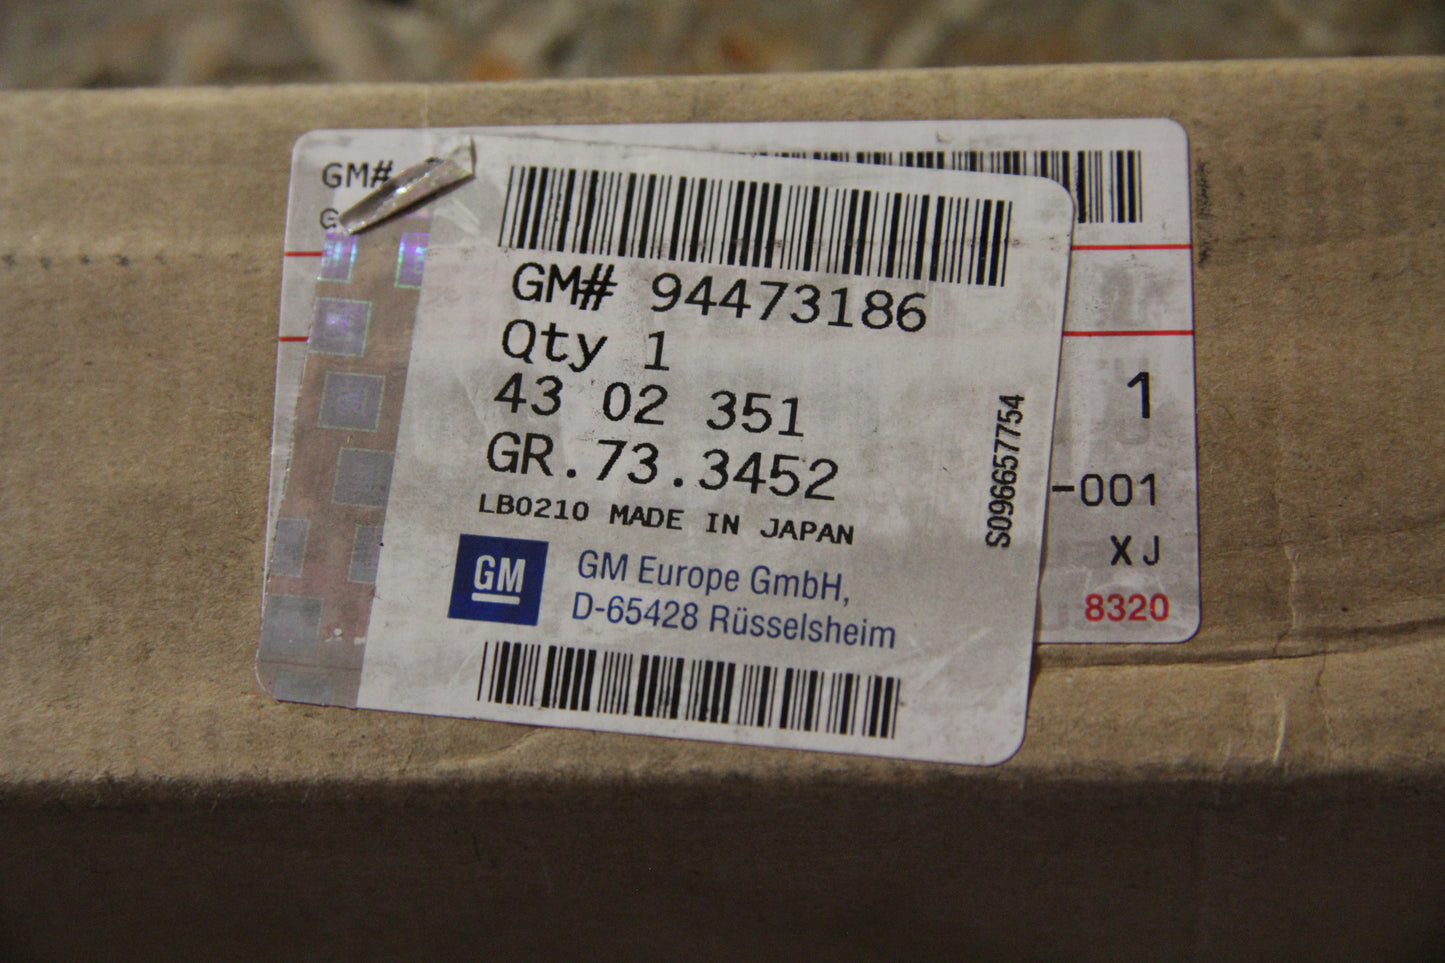 GM#
G
GM# 94473186
Qty 1
43 02 351
GR.73.3452
LB0210 MADE IN JAPAN
GM
GM Europe GmbH,
D-65428 Rüsselsheim
S096657754
1
-001
XJ
8320